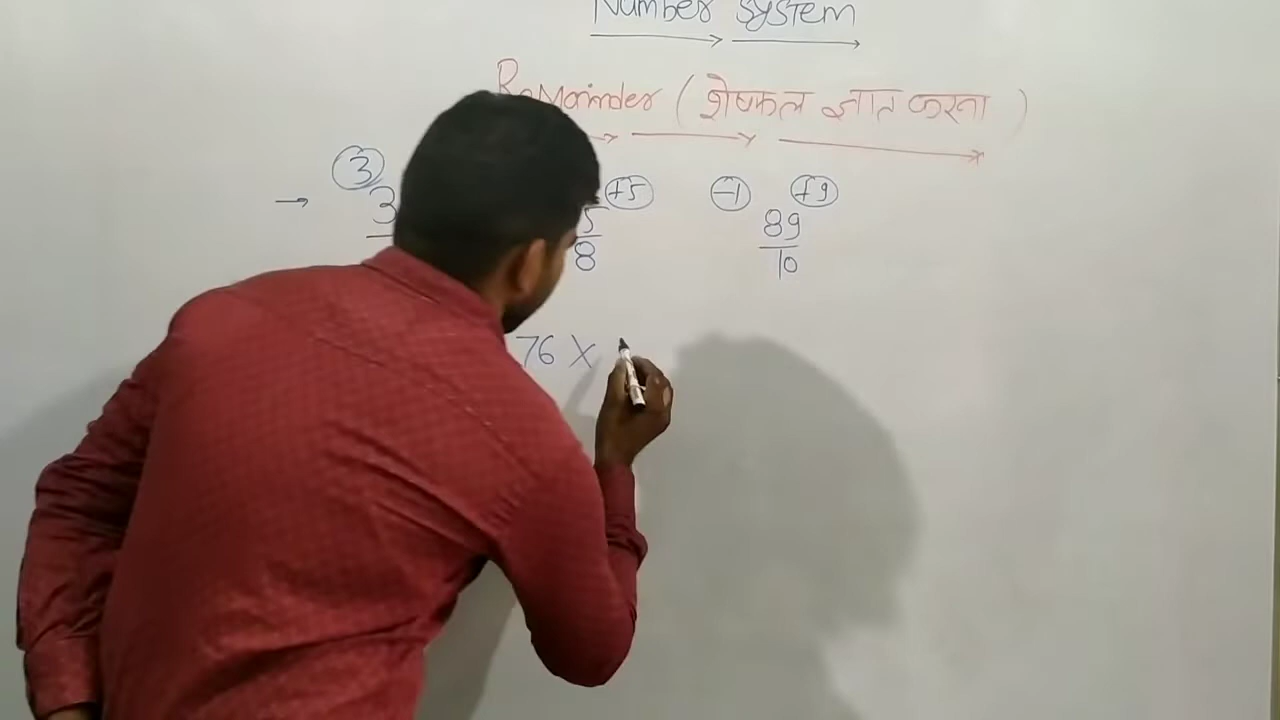 Number System
Remainder (शेषफल ज्ञात करना)
→ 3 +5 -1 +9
3 5 89
8 10
76 ×